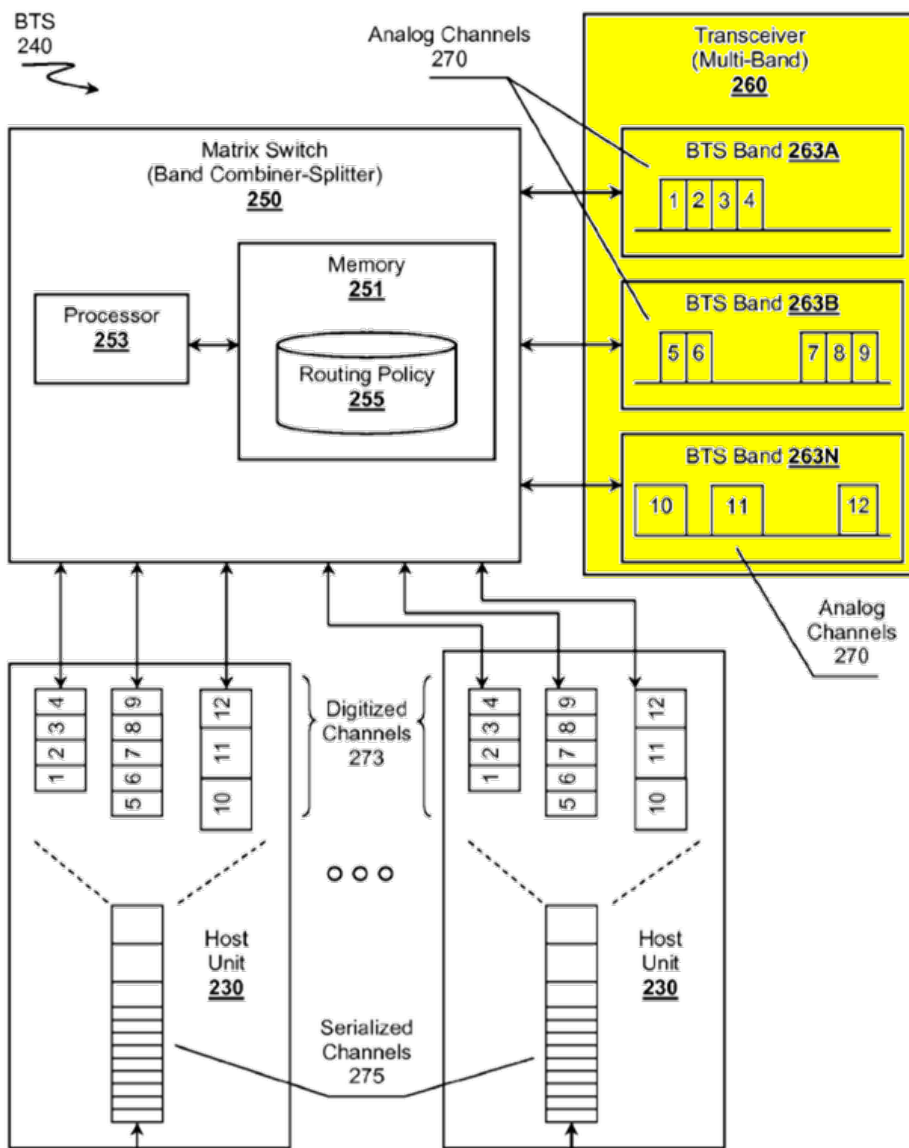 BTS
240
Analog Channels
270
Transceiver
(Multi-Band)
260
Matrix Switch
(Band Combiner-Splitter)
250
Memory
251
Processor
253
Routing Policy
255
BTS Band 263A
1 2 3 4
BTS Band 263B
5 6 7 8 9
BTS Band 263N
10 11 12
Analog
Channels
270
4
3
2
1
9
8
7
6
5
12
11
10
Digitized
Channels
273
4
3
2
1
9
8
7
6
5
12
11
10
Host
Unit
230
Host
Unit
230
Serialized
Channels
275